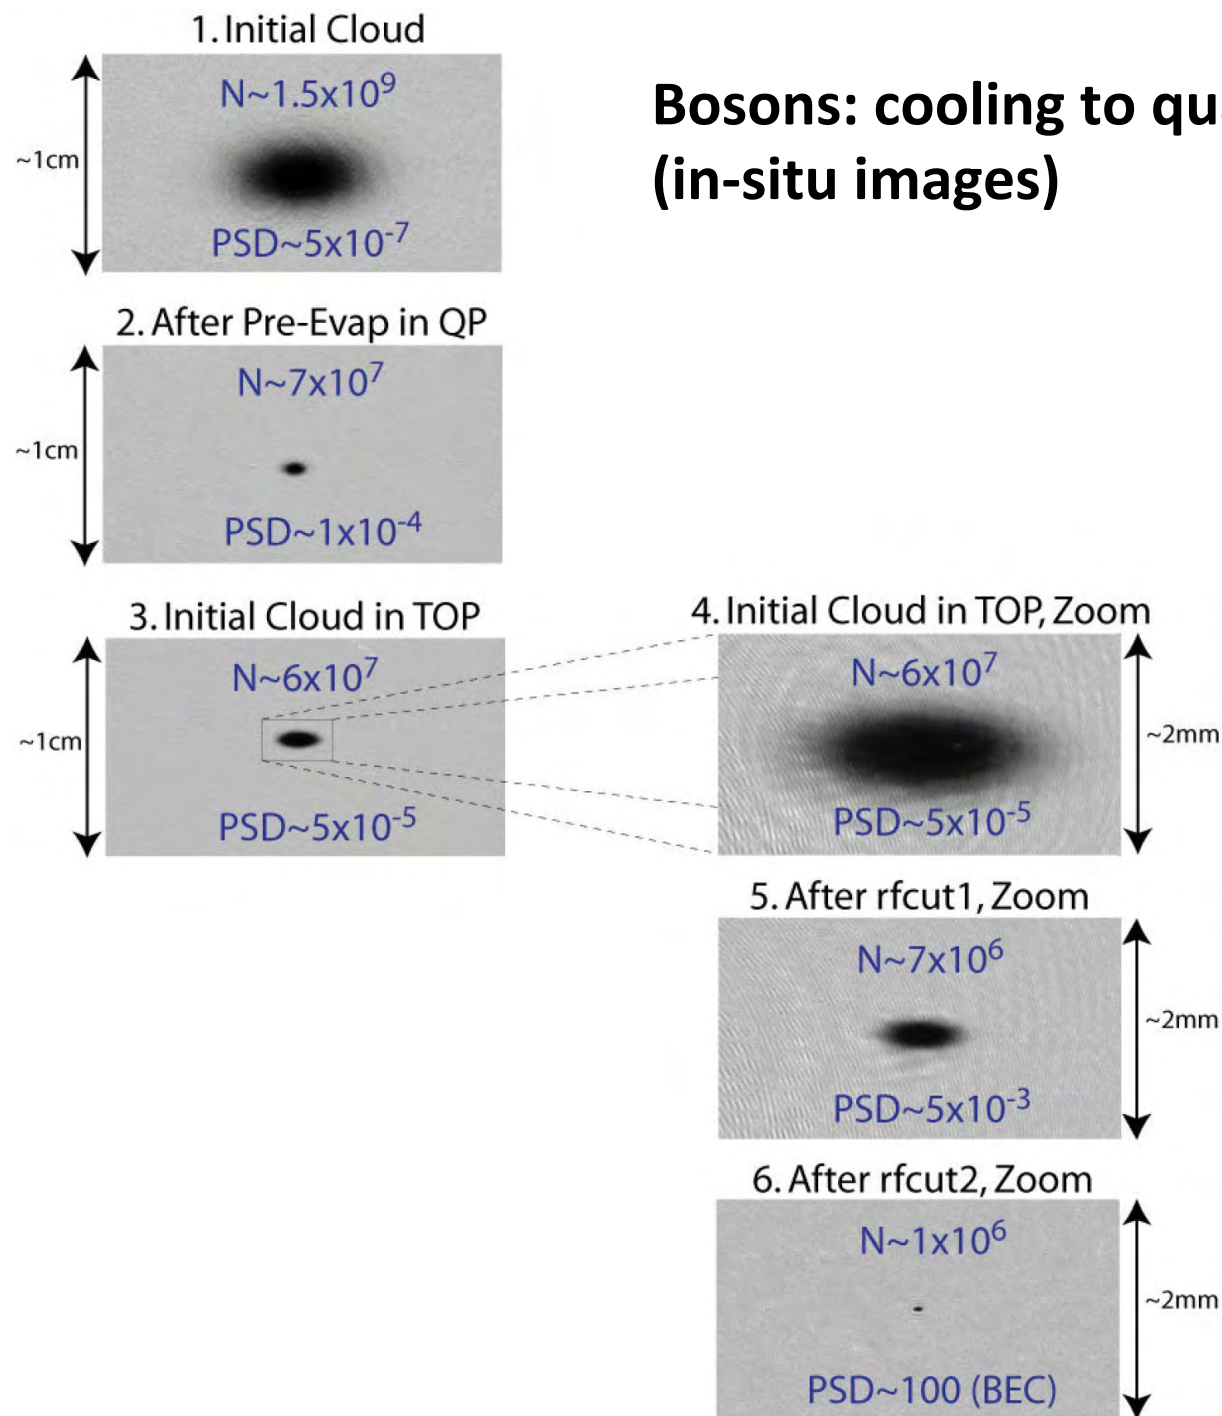 1. Initial Cloud
N~1.5x10⁹
~1cm
PSD~5x10⁻⁷
Bosons: cooling to
(in-situ images)
2. After Pre-Evap in QP
N~7x10⁷
~1cm
PSD~1x10⁻⁴
3. Initial Cloud in TOP
N~6x10⁷
~1cm
PSD~5x10⁻⁵
4. Initial Cloud in TOP, Zoom
N~6x10⁷
~2mm
PSD~5x10⁻⁵
5. After rfcut1, Zoom
N~7x10⁶
~2mm
PSD~5x10⁻³
6. After rfcut2, Zoom
N~1x10⁶
~2mm
PSD~100 (BEC)